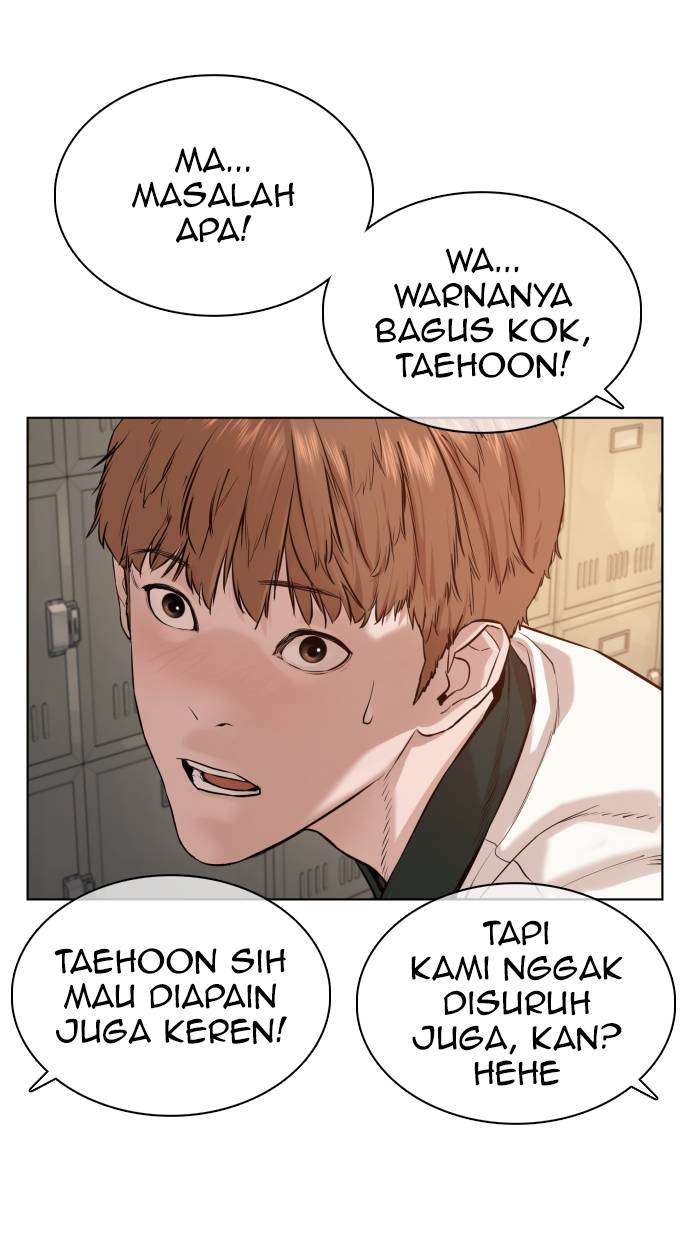 MA...
MASALAH
APA!
WA...
WARNANYA
BAGUS KOK,
TAEHOON!
TAEHOON SIH
MAU DIAPAIN
JUGA KEREN!
TAPI
KAMI NGGAK
DISURUH
JUGA, KAN?
HEHE